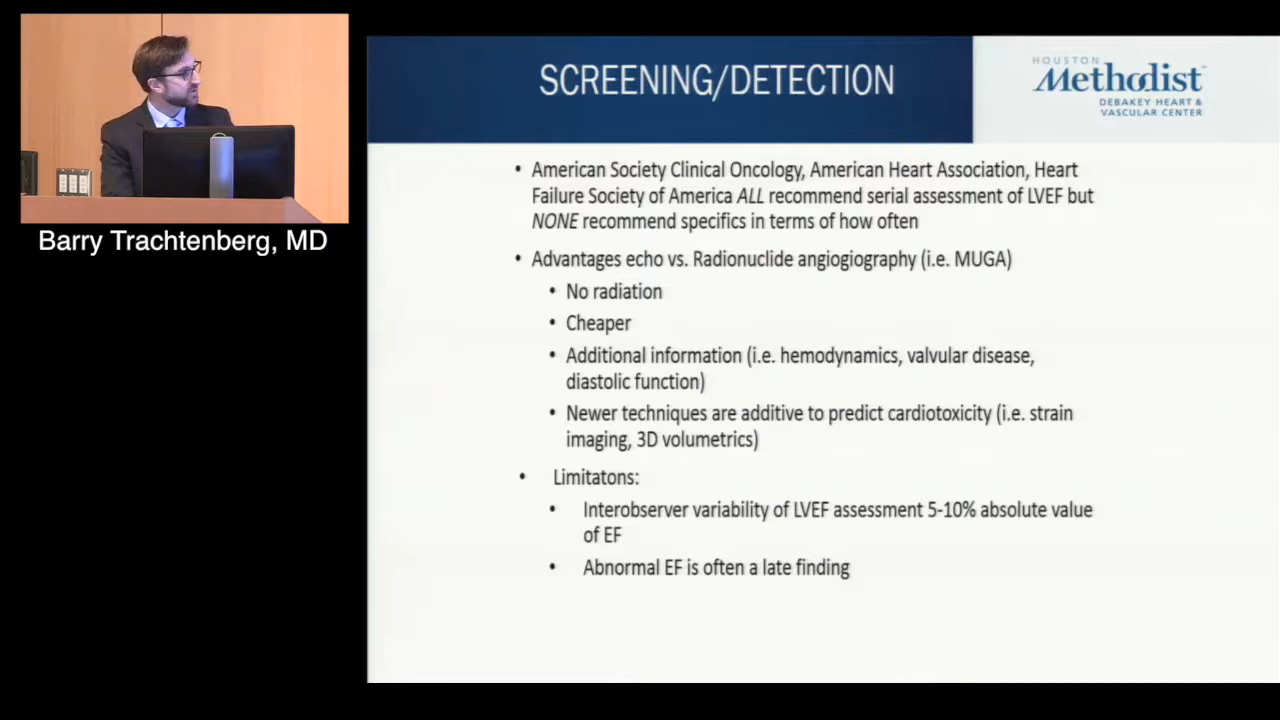 SCREENING/DETECTION
HOUSTON
Methodist
DEBAKEY HEART &
VASCULAR CENTER
• American Society Clinical Oncology, American Heart Association, Heart
Failure Society of America ALL recommend serial assessment of LVEF but
NONE recommend specifics in terms of how often
• Advantages echo vs. Radionuclide angiogiography (i.e. MUGA)
• No radiation
• Cheaper
• Additional information (i.e. hemodynamics, valvular disease,
diastolic function)
• Newer techniques are additive to predict cardiotoxicity (i.e. strain
imaging, 3D volumetrics)
• Limitatons:
• Interobserver variability of LVEF assessment 5-10% absolute value
of EF
• Abnormal EF is often a late finding
Barry Trachtenberg, MD